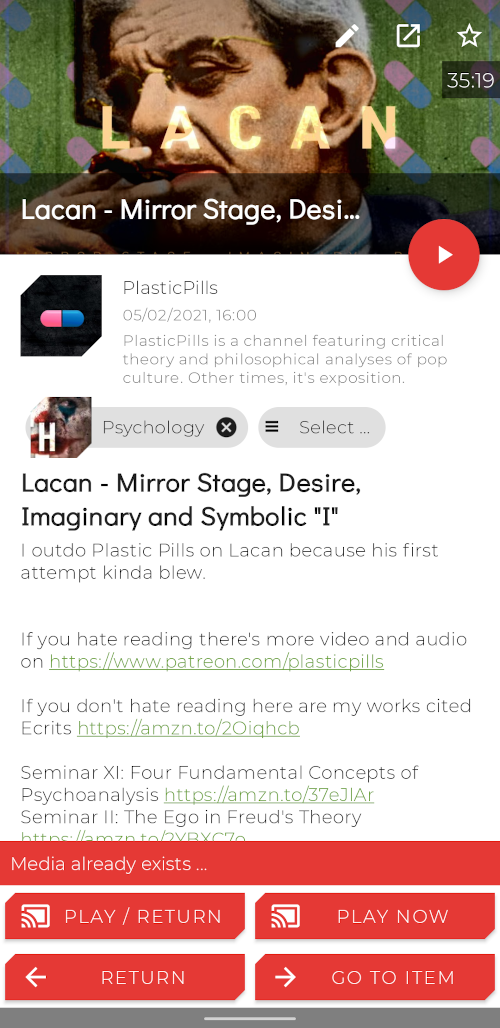 35:19
LACAN
Lacan - Mirror Stage, Desi...
PlasticPills
05/02/2021, 16:00
PlasticPills is a channel featuring critical
theory and philosophical analyses of pop
culture. Other times, it's exposition.
H
Psychology
Select ...
Lacan - Mirror Stage, Desire,
Imaginary and Symbolic "I"
I outdo Plastic Pills on Lacan because his first
attempt kinda blew.
If you hate reading there's more video and audio
on https://www.patreon.com/plasticpills
If you don't hate reading here are my works cited
Ecrits https://amzn.to/2Oiqhcb
Seminar XI: Four Fundamental Concepts of
Psychoanalysis https://amzn.to/37eJlAr
Seminar II: The Ego in Freud's Theory
https://amzn.to/2YBXC7o
Media already exists ...
PLAY / RETURN
PLAY NOW
RETURN
GO TO ITEM